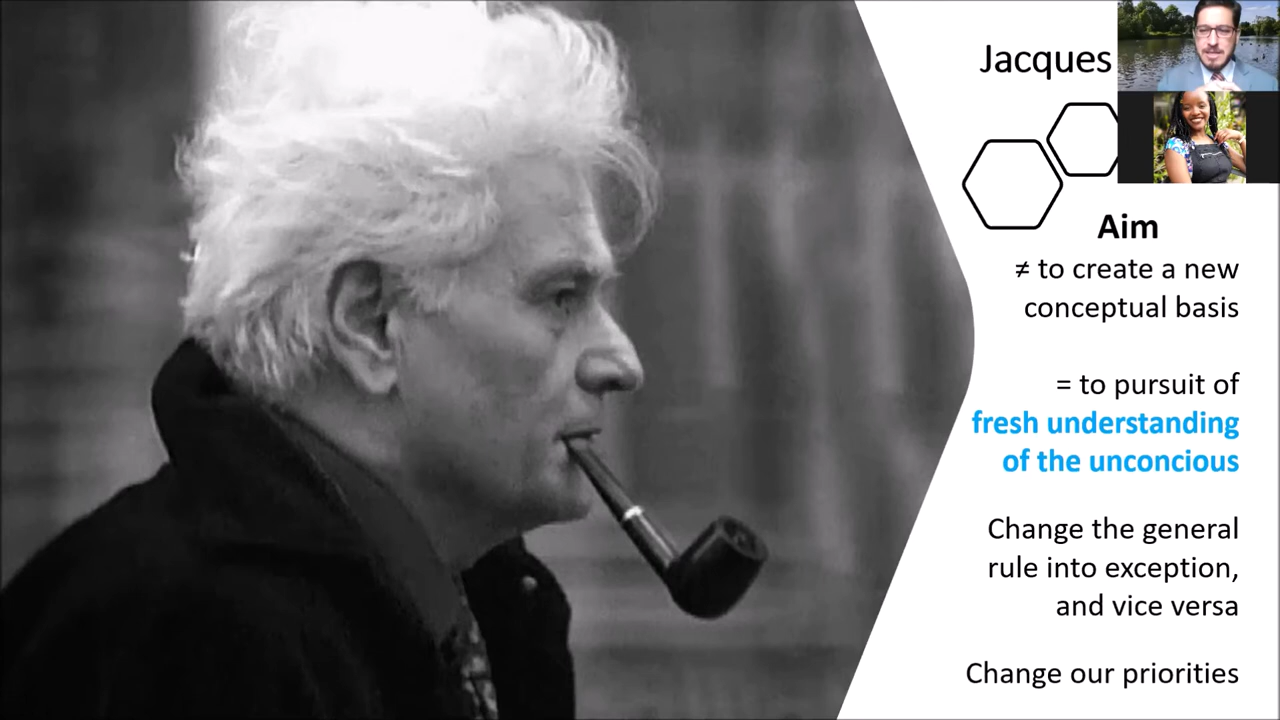 Jacques
Aim
≠ to create a new
conceptual basis
= to pursuit of
fresh understanding
of the unconcious
Change the general
rule into exception,
and vice versa
Change our priorities